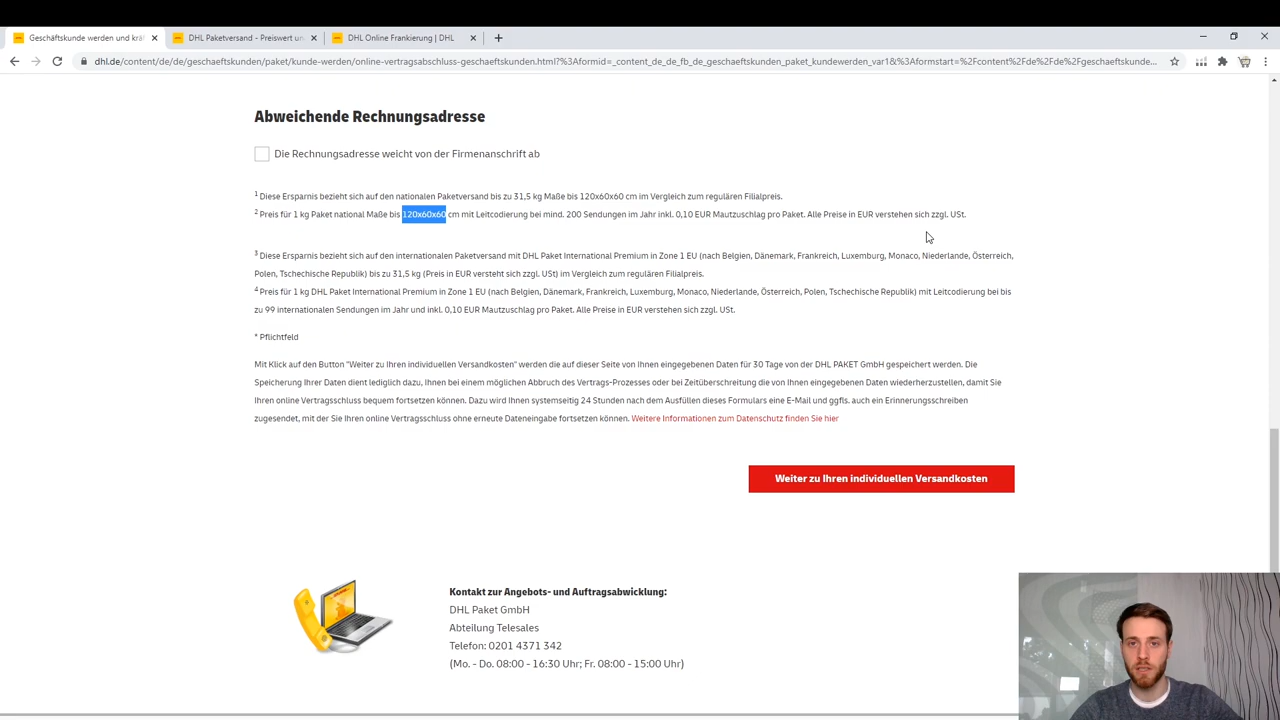 Geschäftskunde werden und kräf
DHL Paketversand - Preiswert un
DHL Online Frankierung | DHL
dhl.de/content/de/de/geschaeftskunden/paket/kunde-werden/online-vertragsabschluss-geschaeftskunden.html?%3Aformid=_content_de_de_fb_de_geschaeftskunden_paket_kundewerden_var1&%3Aformstart=%2Fcontent%2Fde%2Fde%2Fgeschaeftskunde...
Abweichende Rechnungsadresse
Die Rechnungsadresse weicht von der Firmenanschrift ab
1 Diese Ersparnis bezieht sich auf den nationalen Paketversand bis zu 31,5 kg Maße bis 120x60x60 cm im Vergleich zum regulären Filialpreis.
2 Preis für 1 kg Paket national Maße bis 120x60x60 cm mit Leitcodierung bei mind. 200 Sendungen im Jahr inkl. 0,10 EUR Mautzuschlag pro Paket. Alle Preise in EUR verstehen sich zzgl. USt.
3 Diese Ersparnis bezieht sich auf den internationalen Paketversand mit DHL Paket International Premium in Zone 1 EU (nach Belgien, Dänemark, Frankreich, Luxemburg, Monaco, Niederlande, Österreich,
Polen, Tschechische Republik) bis zu 31,5 kg (Preis in EUR versteht sich zzgl. USt) im Vergleich zum regulären Filialpreis.
4 Preis für 1 kg DHL Paket International Premium in Zone 1 EU (nach Belgien, Dänemark, Frankreich, Luxemburg, Monaco, Niederlande, Österreich, Polen, Tschechische Republik) mit Leitcodierung bei bis
zu 99 internationalen Sendungen im Jahr und inkl. 0,10 EUR Mautzuschlag pro Paket. Alle Preise in EUR verstehen sich zzgl. USt.
* Pflichtfeld
Mit Klick auf den Button "Weiter zu Ihren individuellen Versandkosten" werden die auf dieser Seite von Ihnen eingegebenen Daten für 30 Tage von der DHL PAKET GmbH gespeichert werden. Die
Speicherung Ihrer Daten dient lediglich dazu, Ihnen bei einem möglichen Abbruch des Vertrags-Prozesses oder bei Zeitüberschreitung die von Ihnen eingegebenen Daten wiederherzustellen, damit Sie
Ihren online Vertragsschluss bequem fortsetzen können. Dazu wird Ihnen systemseitig 24 Stunden nach dem Ausfüllen dieses Formulars eine E-Mail und ggfls. auch ein Erinnerungsschreiben
zugesendet, mit der Sie Ihren online Vertragsschluss ohne erneute Dateneingabe fortsetzen können. Weitere Informationen zum Datenschutz finden Sie hier
Weiter zu Ihren individuellen Versandkosten
Kontakt zur Angebots- und Auftragsabwicklung:
DHL Paket GmbH
Abteilung Telesales
Telefon: 0201 4371 342
(Mo. - Do. 08:00 - 16:30 Uhr; Fr. 08:00 - 15:00 Uhr)